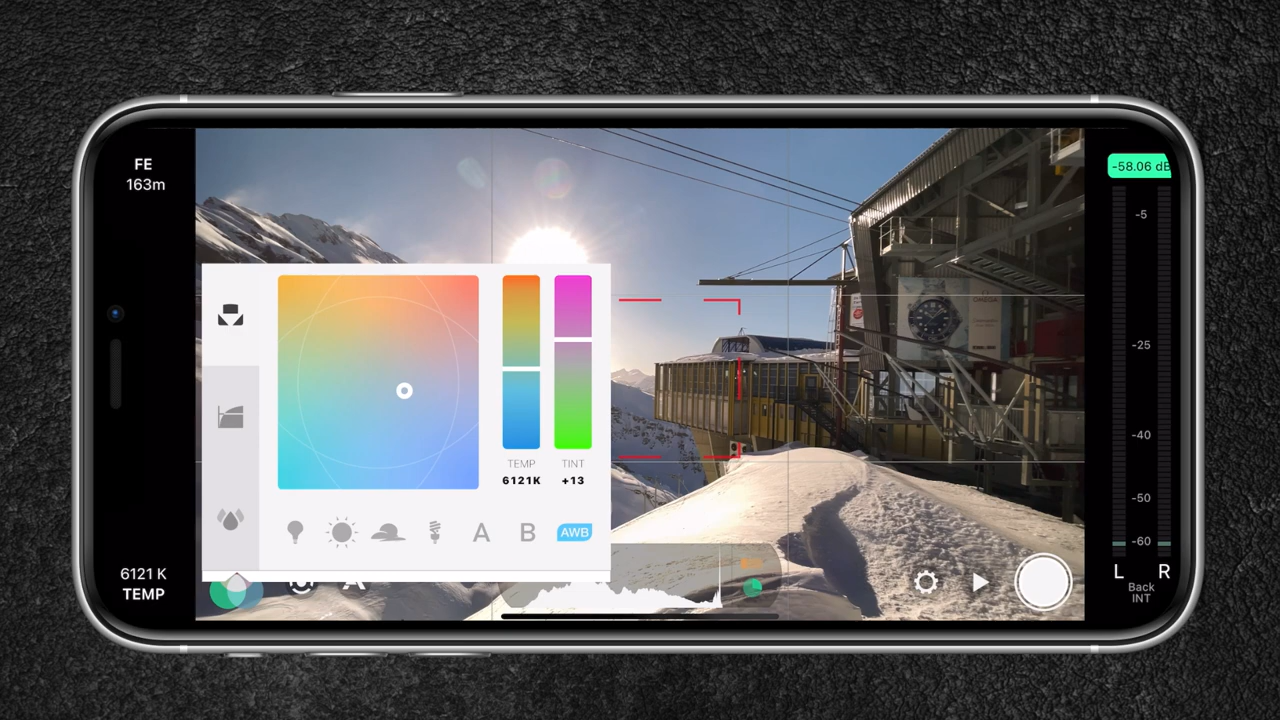 FE
163m
-58.06 dB
-5
-25
-40
-50
-60
L R
Back
INT
OMEGA
TEMP TINT
6121K +13
A B AWB
6121 K
TEMP
A